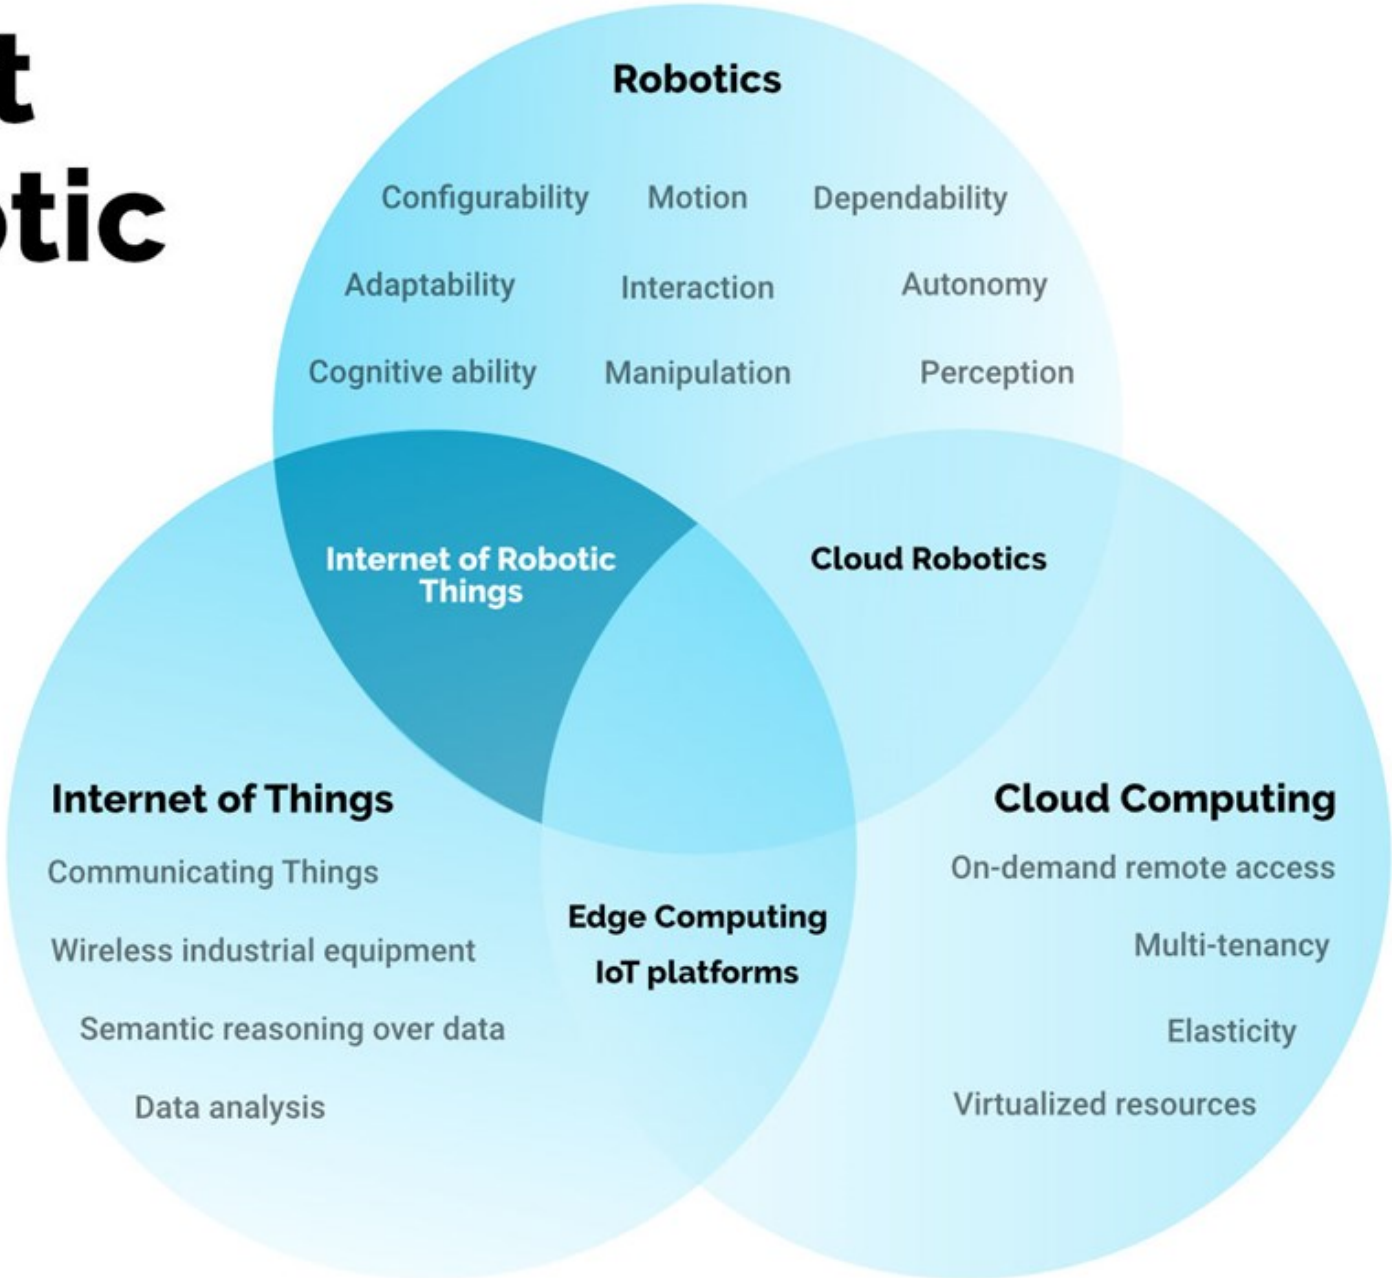 t
otic
Robotics
Configurability Motion Dependability
Adaptability Interaction Autonomy
Cognitive ability Manipulation Perception
Internet of Robotic
Things
Cloud Robotics
Internet of Things
Communicating Things
Wireless industrial equipment
Semantic reasoning over data
Data analysis
Edge Computing
IoT platforms
Cloud Computing
On-demand remote access
Multi-tenancy
Elasticity
Virtualized resources